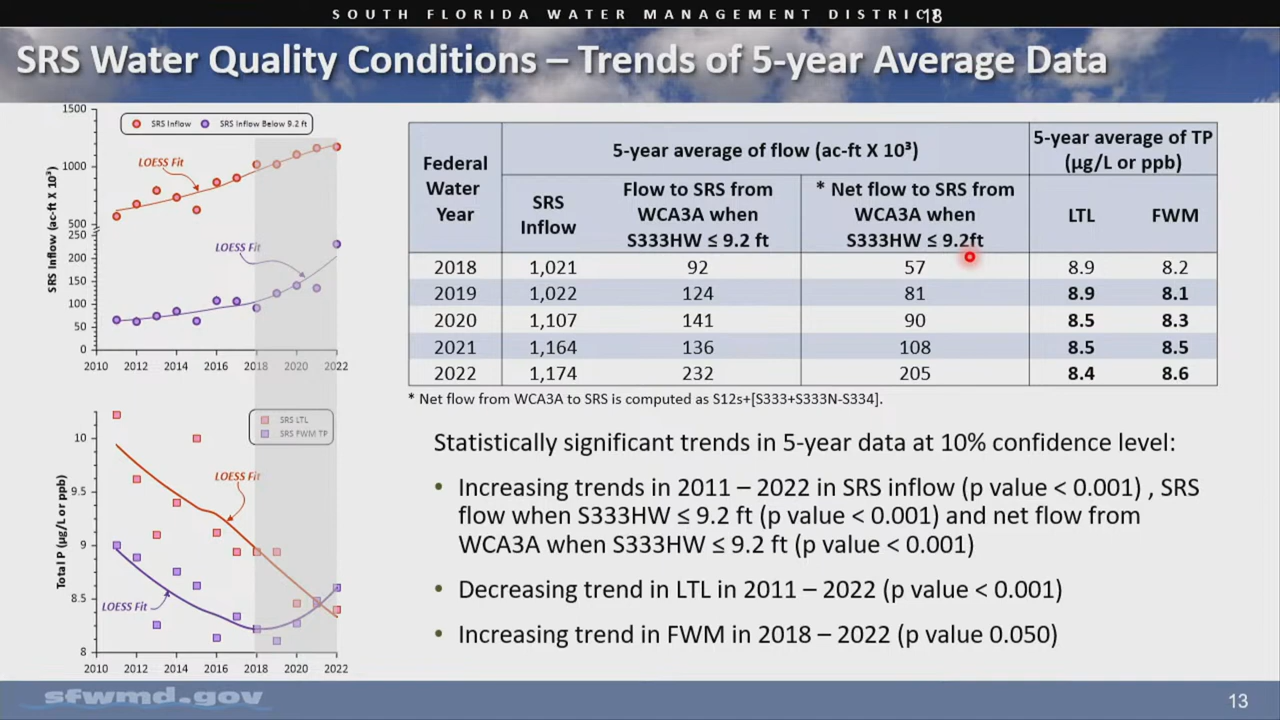 SOUTH FLORIDA WATER MANAGEMENT DISTRICT
18
SRS Water Quality Conditions – Trends of 5-year Average Data
1500
1000
500
250
200
150
100
50
0
SRS Inflow (ac-ft X 10³)
SRS Inflow
SRS Inflow Below 9.2 ft
LOESS Fit
LOESS Fit
2010 2012 2014 2016 2018 2020 2022
10
9.5
9
8.5
8
Total P (µg/L or ppb)
SRS LTL
SRS FWM TP
LOESS Fit
LOESS Fit
2010 2012 2014 2016 2018 2020 2022
Federal
Water
Year
5-year average of flow (ac-ft X 10³)
5-year average of TP
(µg/L or ppb)
SRS
Inflow
Flow to SRS from
WCA3A when
S333HW ≤ 9.2 ft
* Net flow to SRS from
WCA3A when
S333HW ≤ 9.2ft
LTL
FWM
2018 1,021 92 57 8.9 8.2
2019 1,022 124 81 8.9 8.1
2020 1,107 141 90 8.5 8.3
2021 1,164 136 108 8.5 8.5
2022 1,174 232 205 8.4 8.6
* Net flow from WCA3A to SRS is computed as S12s+[S333+S333N-S334].
Statistically significant trends in 5-year data at 10% confidence level:
• Increasing trends in 2011 – 2022 in SRS inflow (p value < 0.001) , SRS
flow when S333HW ≤ 9.2 ft (p value < 0.001) and net flow from
WCA3A when S333HW ≤ 9.2 ft (p value < 0.001)
• Decreasing trend in LTL in 2011 – 2022 (p value < 0.001)
• Increasing trend in FWM in 2018 – 2022 (p value 0.050)
sfwmd.gov
13